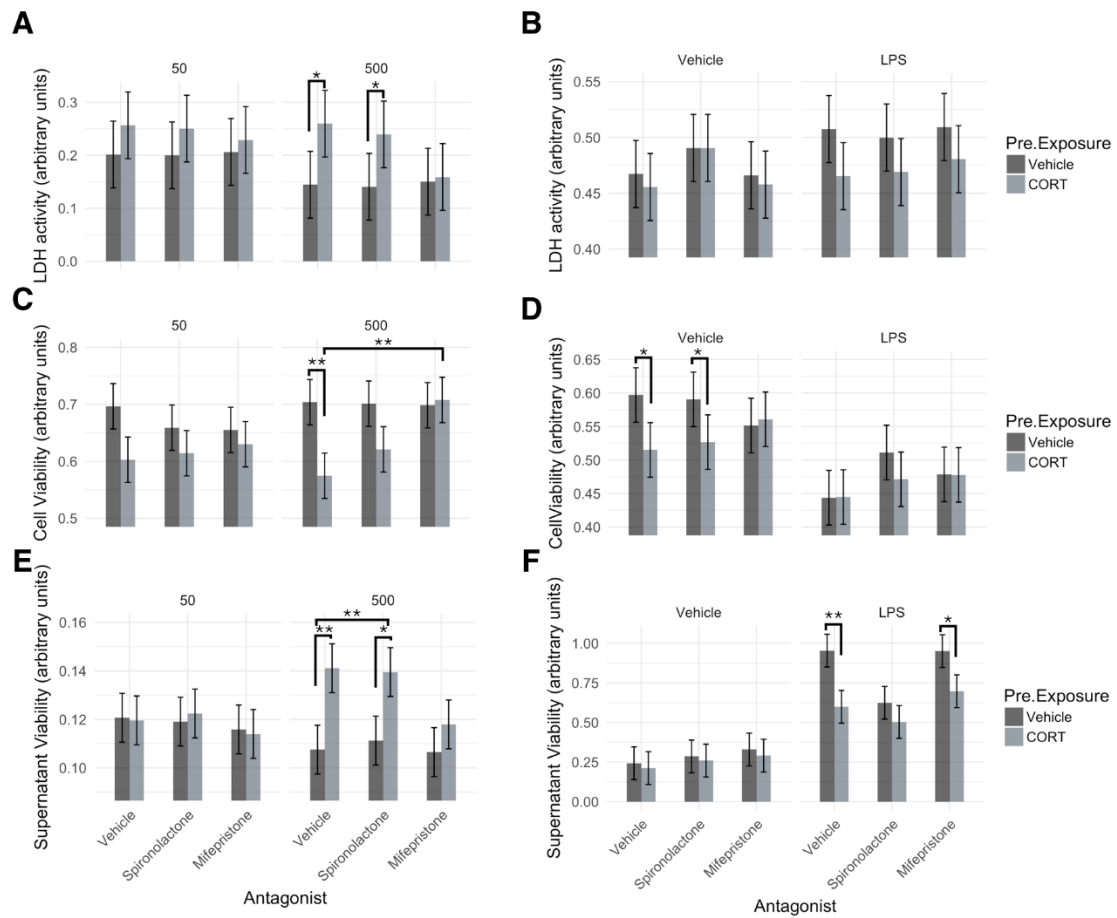 A
50
500
LDH activity (arbitrary units)
0.3
0.2
0.1
0.0
*
*
B
Vehicle
LPS
LDH activity (arbitrary units)
0.55
0.50
0.45
0.40
Pre.Exposure
Vehicle
CORT
C
50
500
Cell Viability (arbitrary units)
0.8
0.7
0.6
0.5
**
**
D
Vehicle
LPS
CellViability (arbitrary units)
0.65
0.60
0.55
0.50
0.45
0.40
*
*
Pre.Exposure
Vehicle
CORT
E
50
500
Supernatant Viability (arbitrary units)
0.16
0.14
0.12
0.10
**
**
*
Vehicle
Spironolactone
Mifepristone
Vehicle
Spironolactone
Mifepristone
Antagonist
F
Vehicle
LPS
Supernatant Viability (arbitrary units)
1.00
0.75
0.50
0.25
0.00
**
*
Vehicle
Spironolactone
Mifepristone
Vehicle
Spironolactone
Mifepristone
Antagonist
Pre.Exposure
Vehicle
CORT